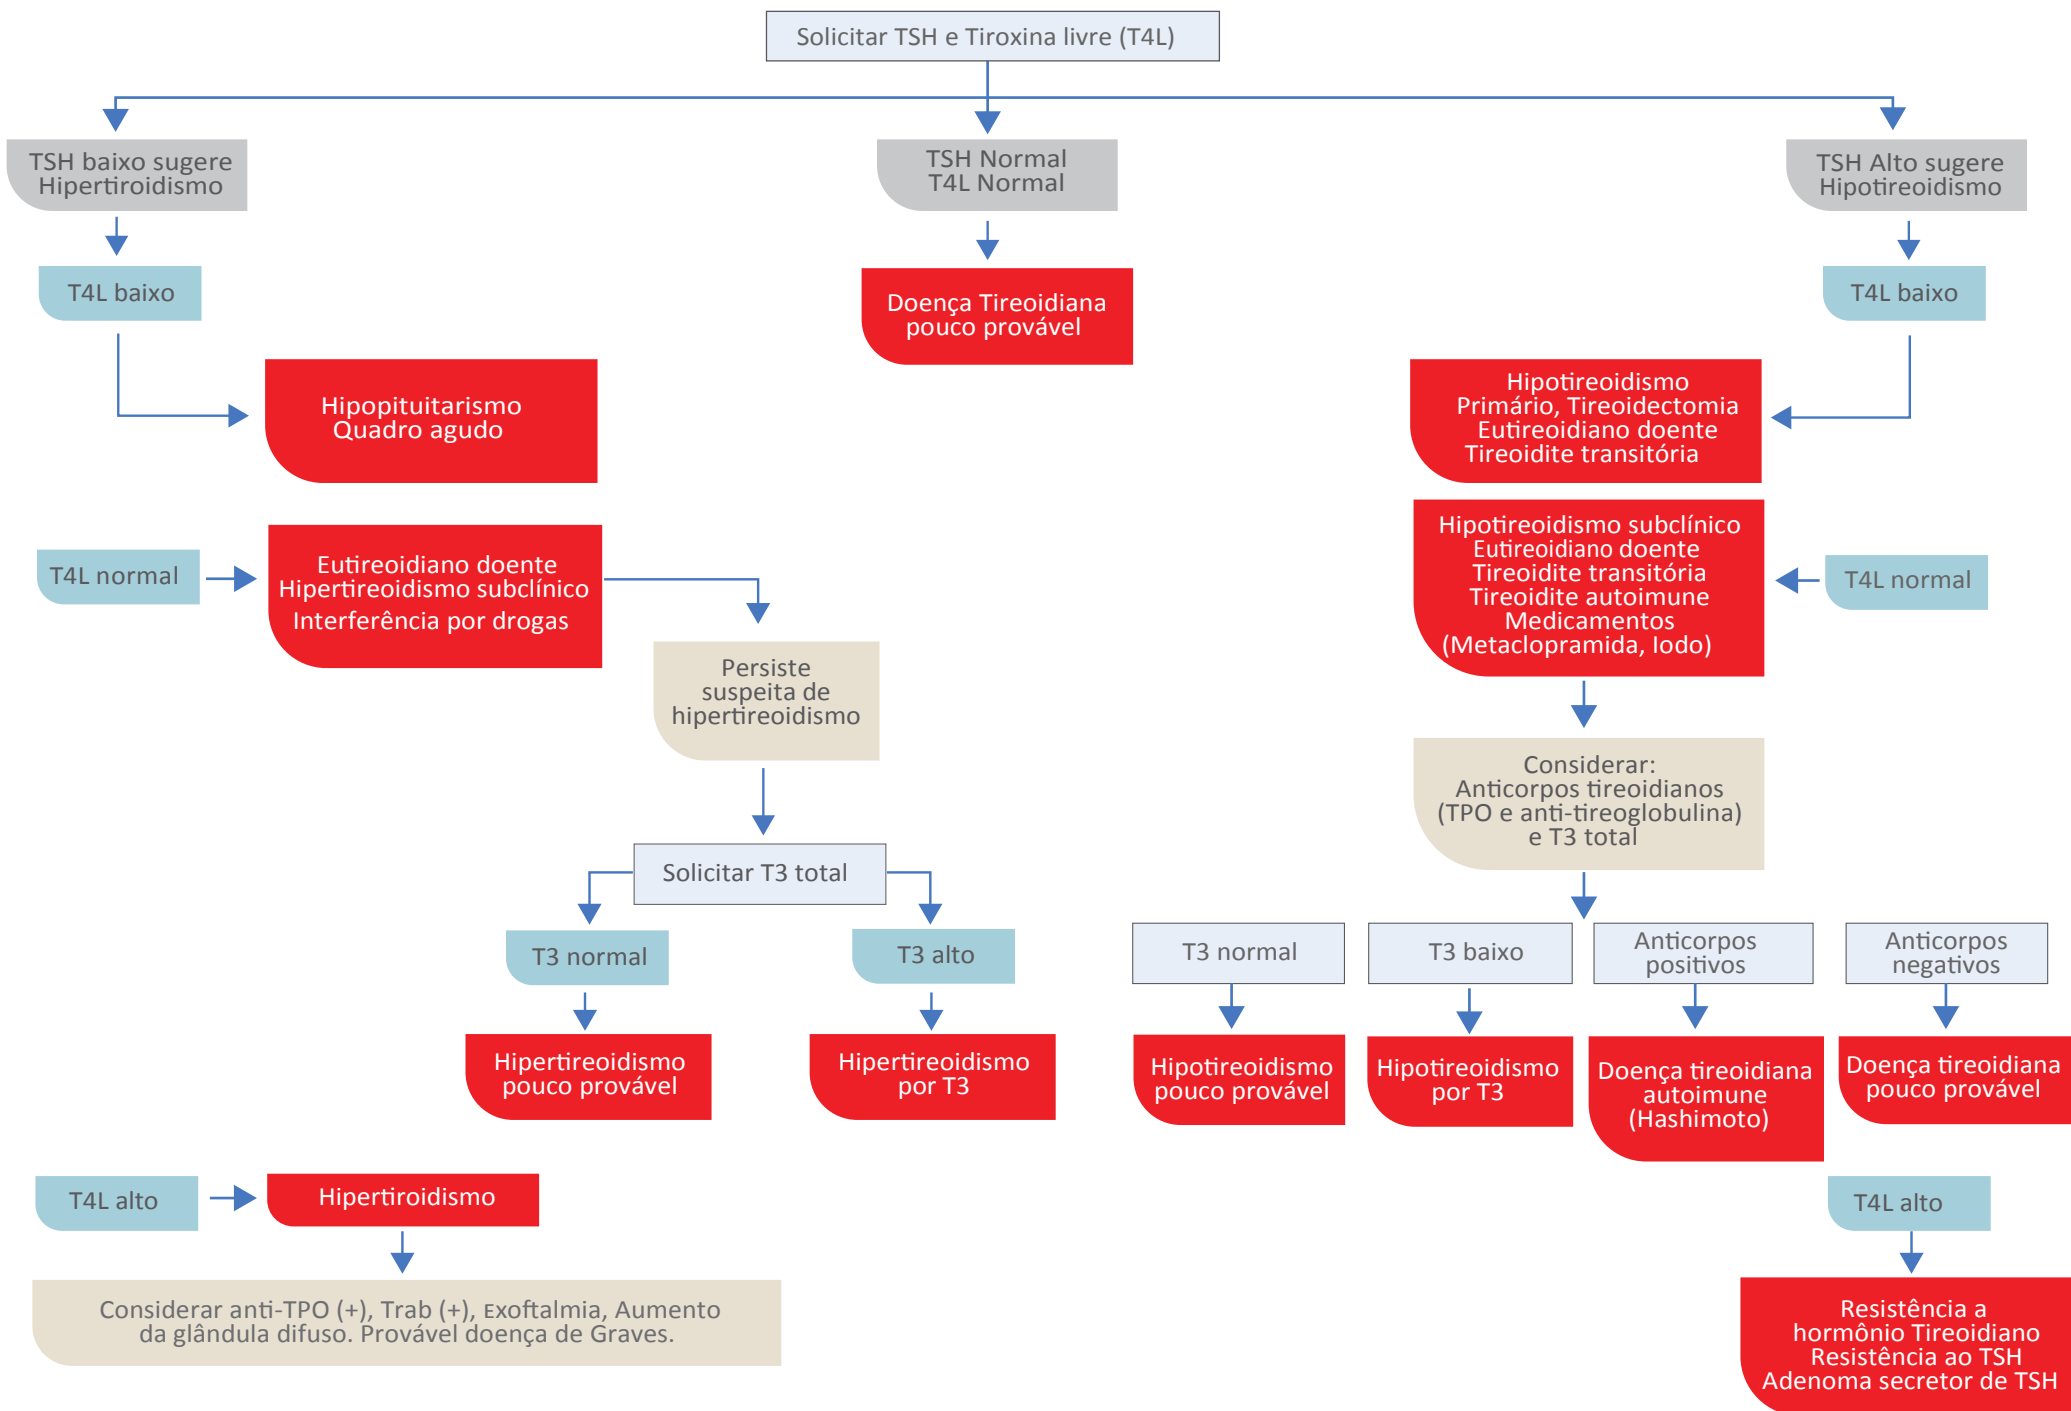 Solicitar TSH e Tiroxina livre (T4L)
TSH baixo sugere
Hipertiroidismo
TSH Normal
T4L Normal
TSH Alto sugere
Hipotireoidismo
T4L baixo
Doença Tireoidiana
pouco provável
T4L baixo
Hipopituitarismo
Quadro agudo
Hipotireoidismo
Primário, Tireoidectomia
Eutireoidiano doente
Tireoidite transitória
T4L normal
Eutireoidiano doente
Hipertireoidismo subclínico
Interferência por drogas
Hipotireoidismo subclínico
Eutireoidiano doente
Tireoidite transitória
Tireoidite autoimune
Medicamentos
(Metaclopramida, Iodo)
T4L normal
Persiste
suspeita de
hipertireoidismo
Considerar:
Anticorpos tireoidianos
(TPO e anti-tireoglobulina)
e T3 total
Solicitar T3 total
T3 normal
T3 alto
T3 normal
T3 baixo
Anticorpos
positivos
Anticorpos
negativos
Hipertireoidismo
pouco provável
Hipertireoidismo
por T3
Hipotireoidismo
pouco provável
Hipotireoidismo
por T3
Doença tireoidiana
autoimune
(Hashimoto)
Doença tireoidiana
pouco provável
T4L alto
Hipertiroidismo
T4L alto
Considerar anti-TPO (+), Trab (+), Exoftalmia, Aumento
da glândula difuso. Provável doença de Graves.
Resistência a
hormônio Tireoidiano
Resistência ao TSH
Adenoma secretor de TSH